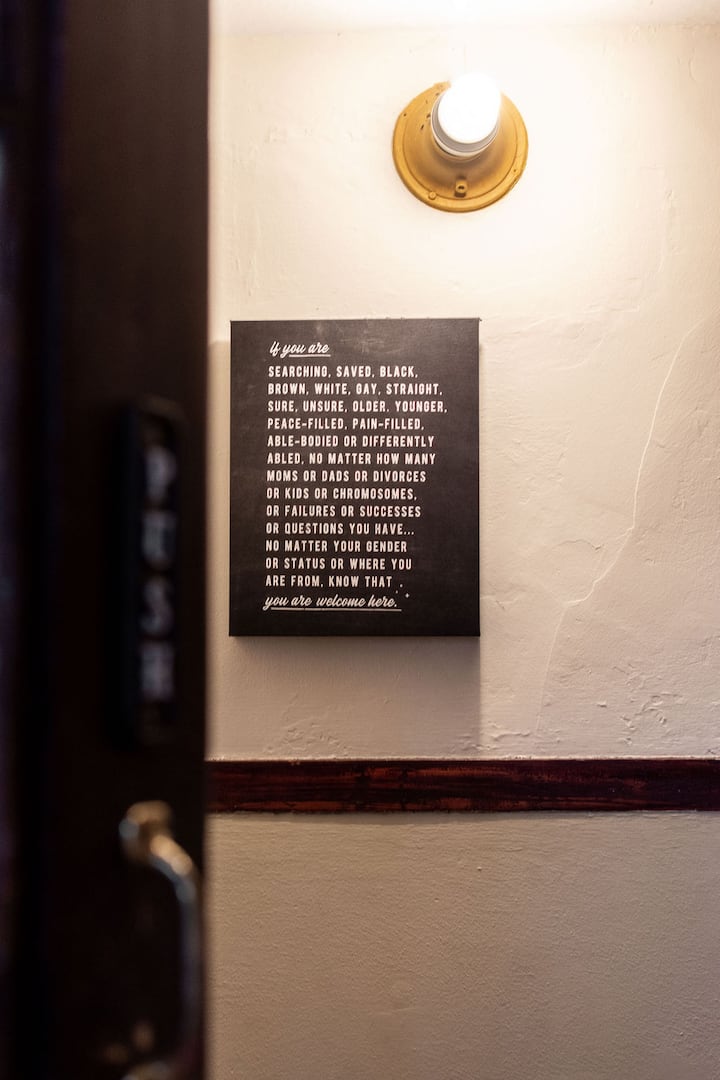 if you are
SEARCHING, SAVED, BLACK,
BROWN, WHITE, GAY, STRAIGHT,
SURE, UNSURE, OLDER, YOUNGER,
PEACE-FILLED, PAIN-FILLED,
ABLE-BODIED OR DIFFERENTLY
ABLED, NO MATTER HOW MANY
MOMS OR DADS OR DIVORCES
OR KIDS OR CHROMOSOMES,
OR FAILURES OR SUCCESSES
OR QUESTIONS YOU HAVE...
NO MATTER YOUR GENDER
OR STATUS OR WHERE YOU
ARE FROM, KNOW THAT
you are welcome here.
PUSH